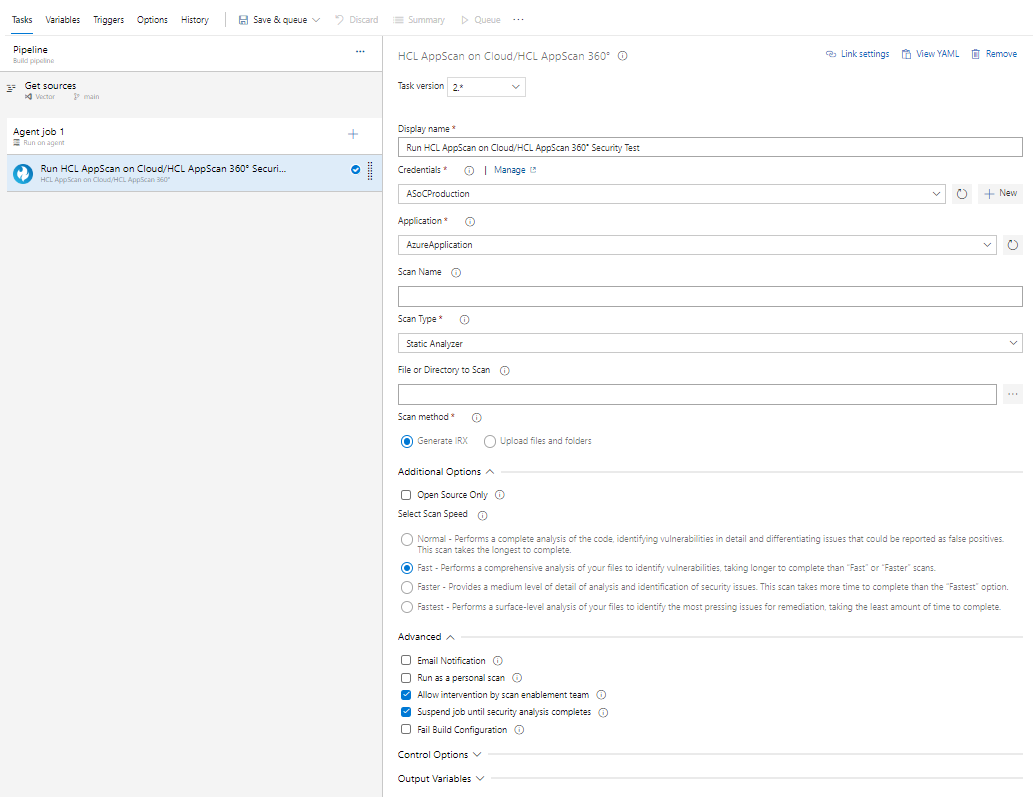 Tasks Variables Triggers Options History Save & queue Discard Summary Queue ...
Pipeline ...
Build pipeline
Get sources
Vector main
Agent job 1 +
Run on agent
Run HCL AppScan on Cloud/HCL AppScan 360° Securi...
HCL AppScan on Cloud/HCL AppScan 360°
HCL AppScan on Cloud/HCL AppScan 360° Link settings View YAML Remove
Task version 2.*
Display name *
Run HCL AppScan on Cloud/HCL AppScan 360° Security Test
Credentials * | Manage
ASoCProduction + New
Application *
AzureApplication
Scan Name
Scan Type *
Static Analyzer
File or Directory to Scan
...
Scan method *
Generate IRX Upload files and folders
Additional Options
Open Source Only
Select Scan Speed
Normal - Performs a complete analysis of the code, identifying vulnerabilities in detail and differentiating issues that could be reported as false positives.
This scan takes the longest to complete.
Fast - Performs a comprehensive analysis of your files to identify vulnerabilities, taking longer to complete than "Fast" or "Faster" scans.
Faster - Provides a medium level of detail of analysis and identification of security issues. This scan takes more time to complete than the "Fastest" option.
Fastest - Performs a surface-level analysis of your files to identify the most pressing issues for remediation, taking the least amount of time to complete.
Advanced
Email Notification
Run as a personal scan
Allow intervention by scan enablement team
Suspend job until security analysis completes
Fail Build Configuration
Control Options
Output Variables